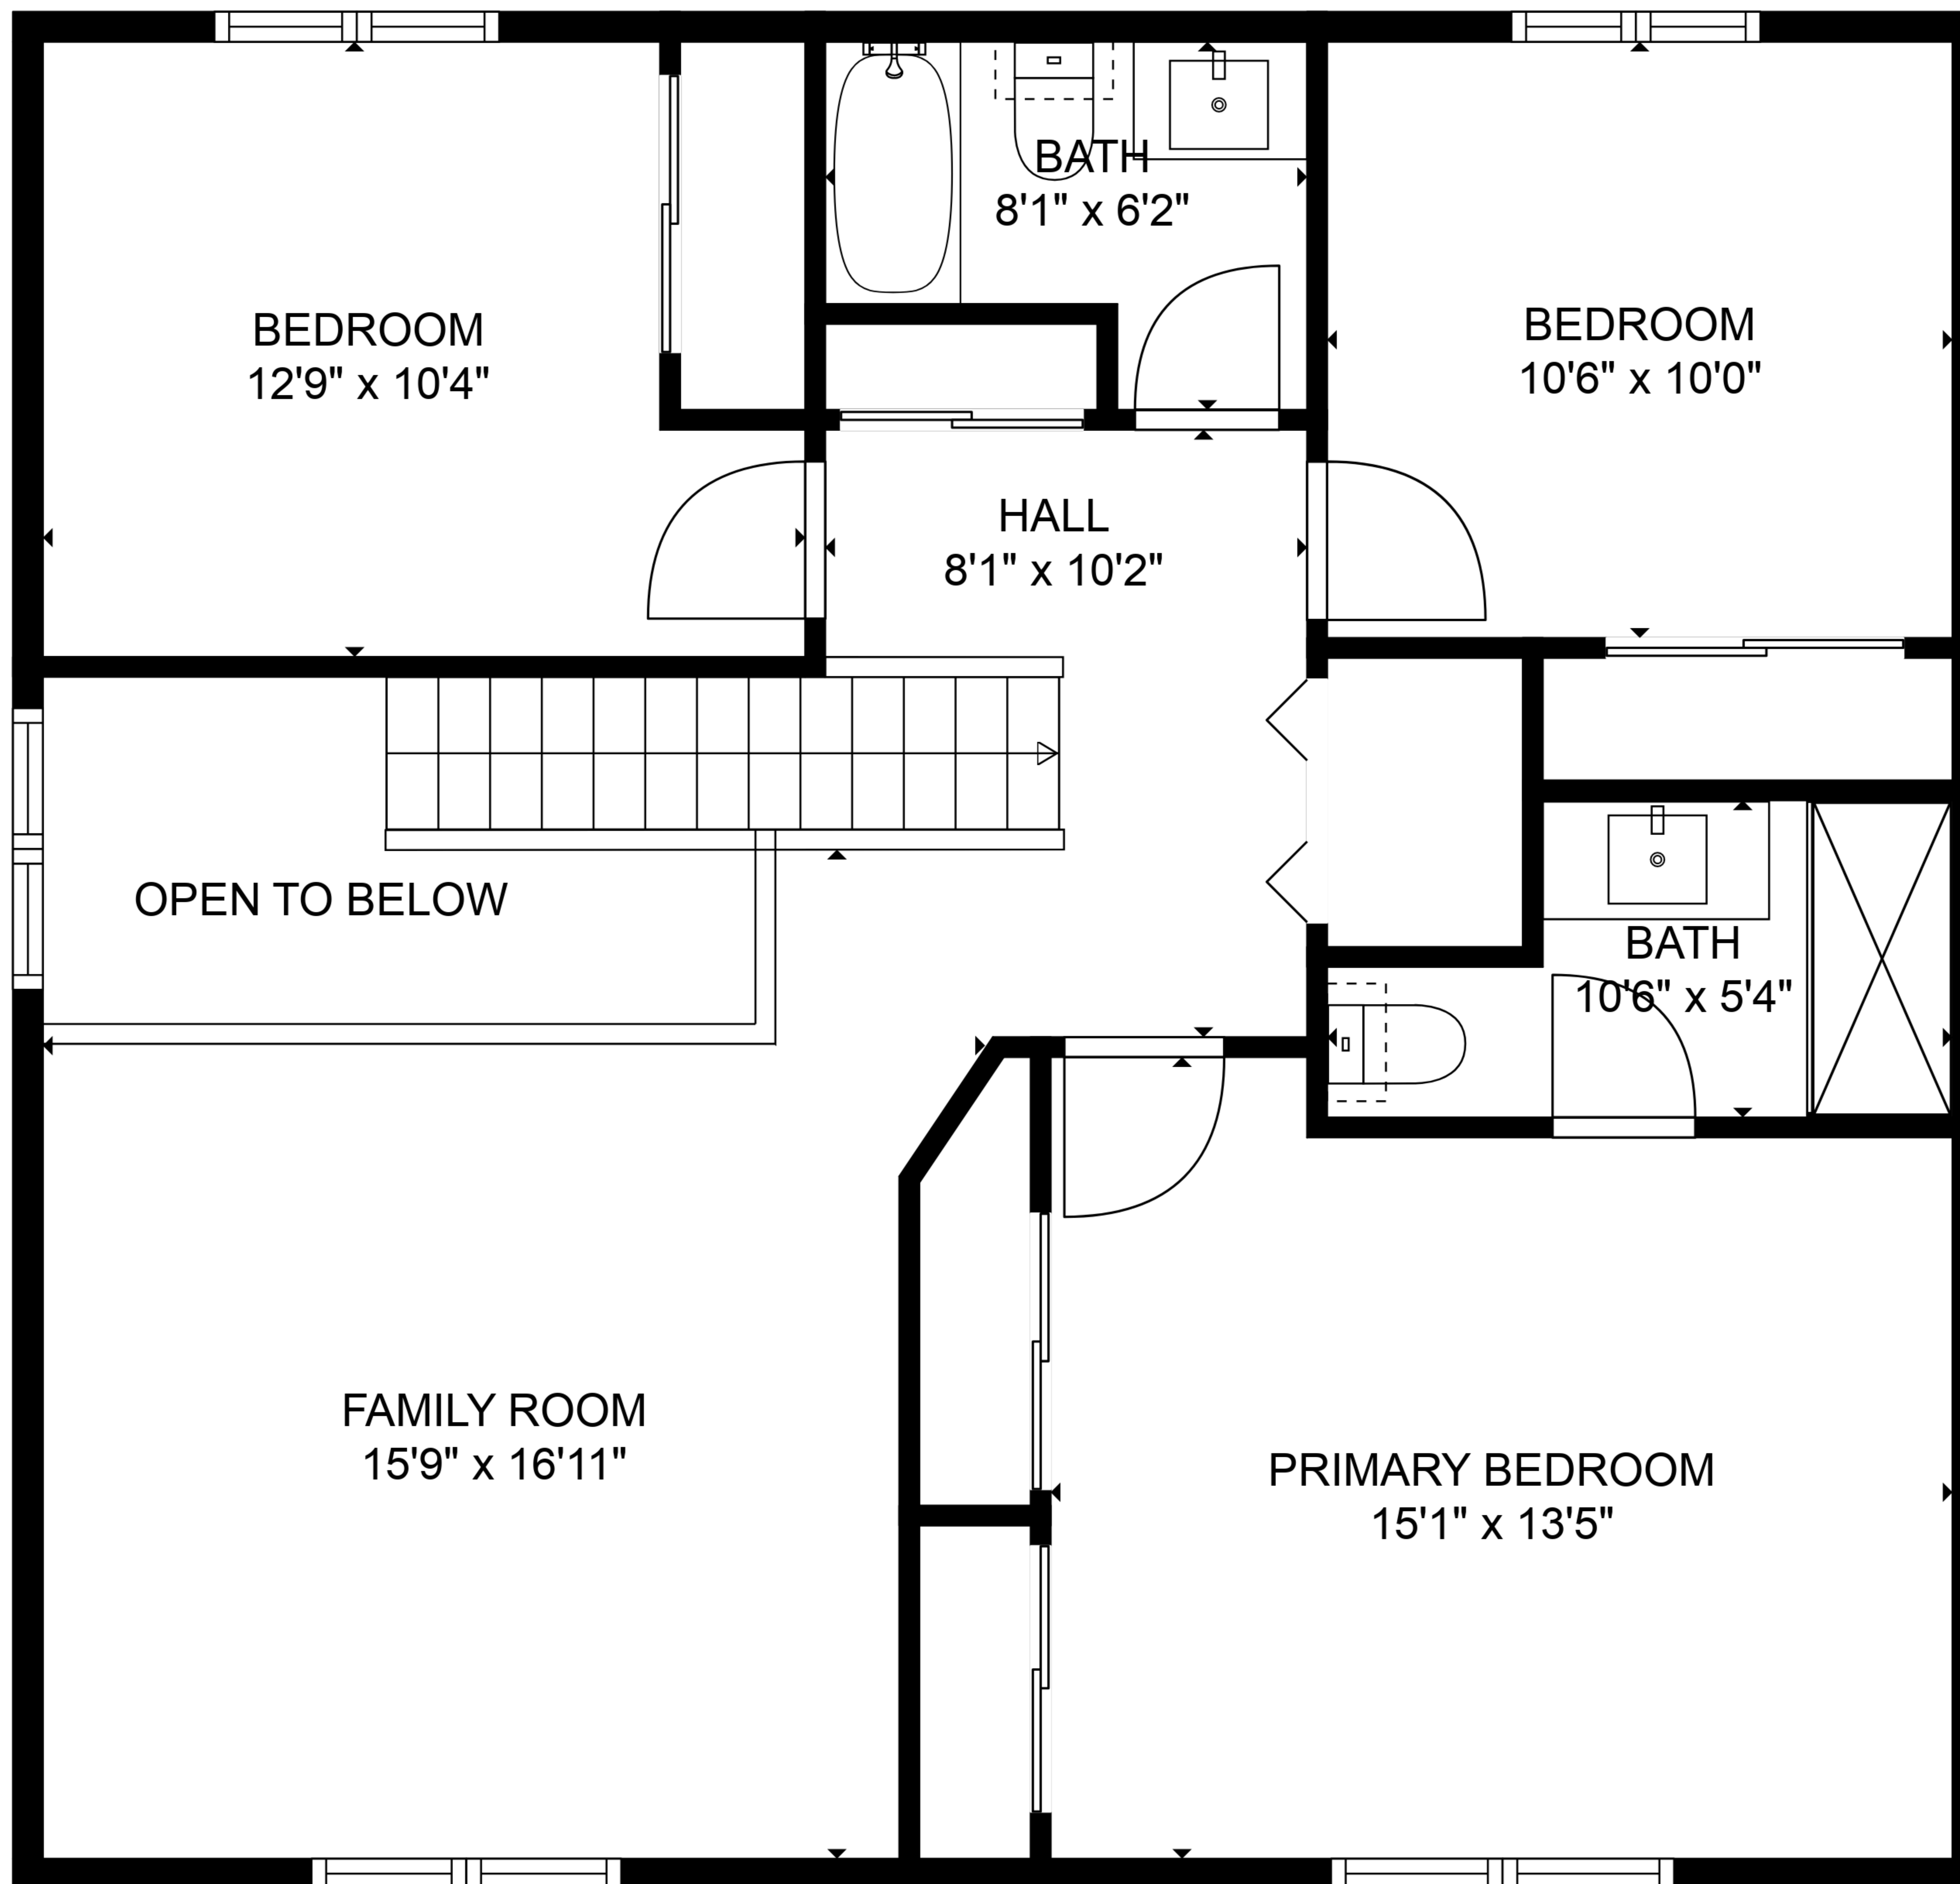 BATH
8'1" x 6'2"
BEDROOM
12'9" x 10'4"
BEDROOM
10'6" x 10'0"
HALL
8'1" x 10'2"
OPEN TO BELOW
BATH
10'6" x 5'4"
FAMILY ROOM
15'9" x 16'11"
PRIMARY BEDROOM
15'1" x 13'5"